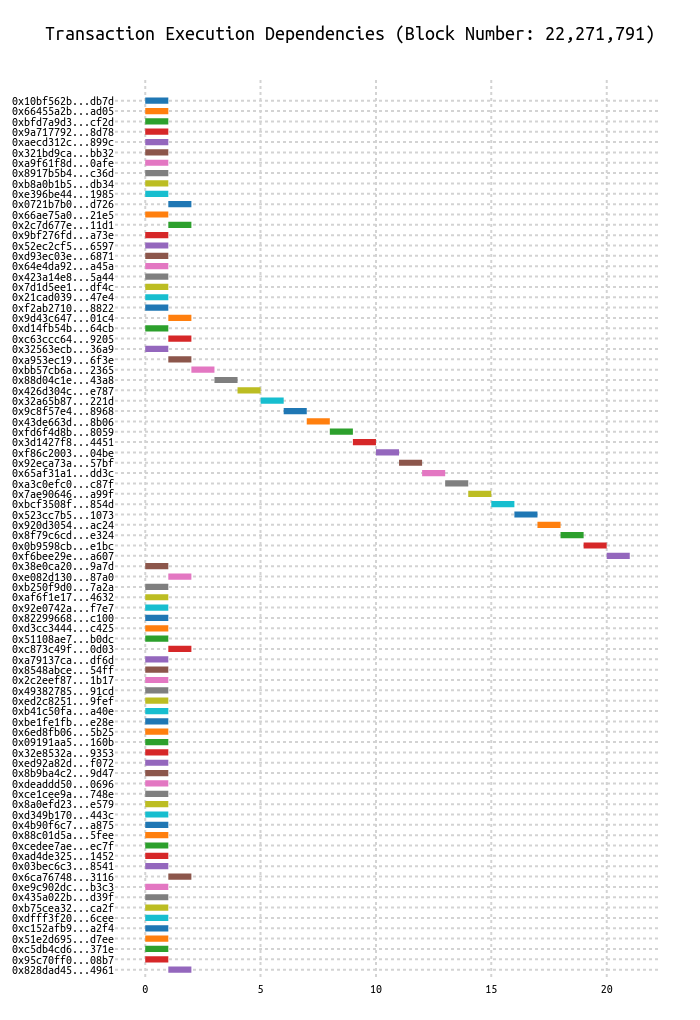 Transaction Execution Dependencies (Block Number: 22,271,791)
0x10bf562b...db7d
0x66455a2b...ad05
0xbfd7a9d3...cf2d
0x9a717792...8d78
0xaecd312c...899c
0x321bd9ca...bb32
0xa9f61f8d...0afe
0x8917b5b4...c36d
0xb8a0b1b5...db34
0xe396be44...1985
0x0721b7b0...d726
0x66ae75a0...21e5
0x2c7d677e...11d1
0x9bf276fd...a73e
0x52ec2cf5...6597
0xd93ec03e...6871
0x64e4da92...a45a
0x423a14e8...5a44
0x7d1d5ee1...df4c
0x21cad039...47e4
0xf2ab2710...8822
0x9d43c647...01c4
0xd14fb54b...64cb
0xc63ccc64...9205
0x32563ecb...36a9
0xa953ec19...6f3e
0xbb57cb6a...2365
0x88d04c1e...43a8
0x426d304c...e787
0x32a65b87...221d
0x9c8f57e4...8968
0x43de663d...8b06
0xfd6f4d8b...8059
0x3d1427f8...4451
0xf86c2003...04be
0x92eca73a...57bf
0x65af31a1...dd3c
0xa3c0efc0...c87f
0x7ae90646...a99f
0xbcf3508f...854d
0x523cc7b5...1073
0x920d3054...ac24
0x8f79c6cd...e324
0x0b9598cb...e1bc
0xf6bee29e...a607
0x38e0ca20...9a7d
0xe082d130...87a0
0xb250f9d0...7a2a
0xaf6f1e17...4632
0x92e0742a...f7e7
0x82299668...c100
0xd3cc3444...c425
0x51108ae7...b0dc
0xc873c49f...0d03
0xa79137ca...df6d
0x8548abce...54ff
0x2c2eef87...1b17
0x49382785...91cd
0xed2c8251...9fef
0xb41c50fa...a40e
0xbe1fe1fb...e28e
0x6ed8fb06...5b25
0x09191aa5...160b
0x32e8532a...9353
0xed92a82d...f072
0x8b9ba4c2...9d47
0xdeaddd50...0696
0xce1cee9a...748e
0x8a0efd23...e579
0xd349b170...443c
0x4b90f6c7...a875
0x88c01d5a...5fee
0xcedee7ae...ec7f
0xad4de325...1452
0x03bec6c3...8541
0x6ca76748...3116
0xe9c902dc...b3c3
0x435a022b...d39f
0xb75cea32...ca2f
0xdfff3f20...6cee
0xc152afb9...a2f4
0x51e2d695...d7ee
0xc5db4cd6...371e
0x95c70ff0...08b7
0x828dad45...4961
0 5 10 15 20